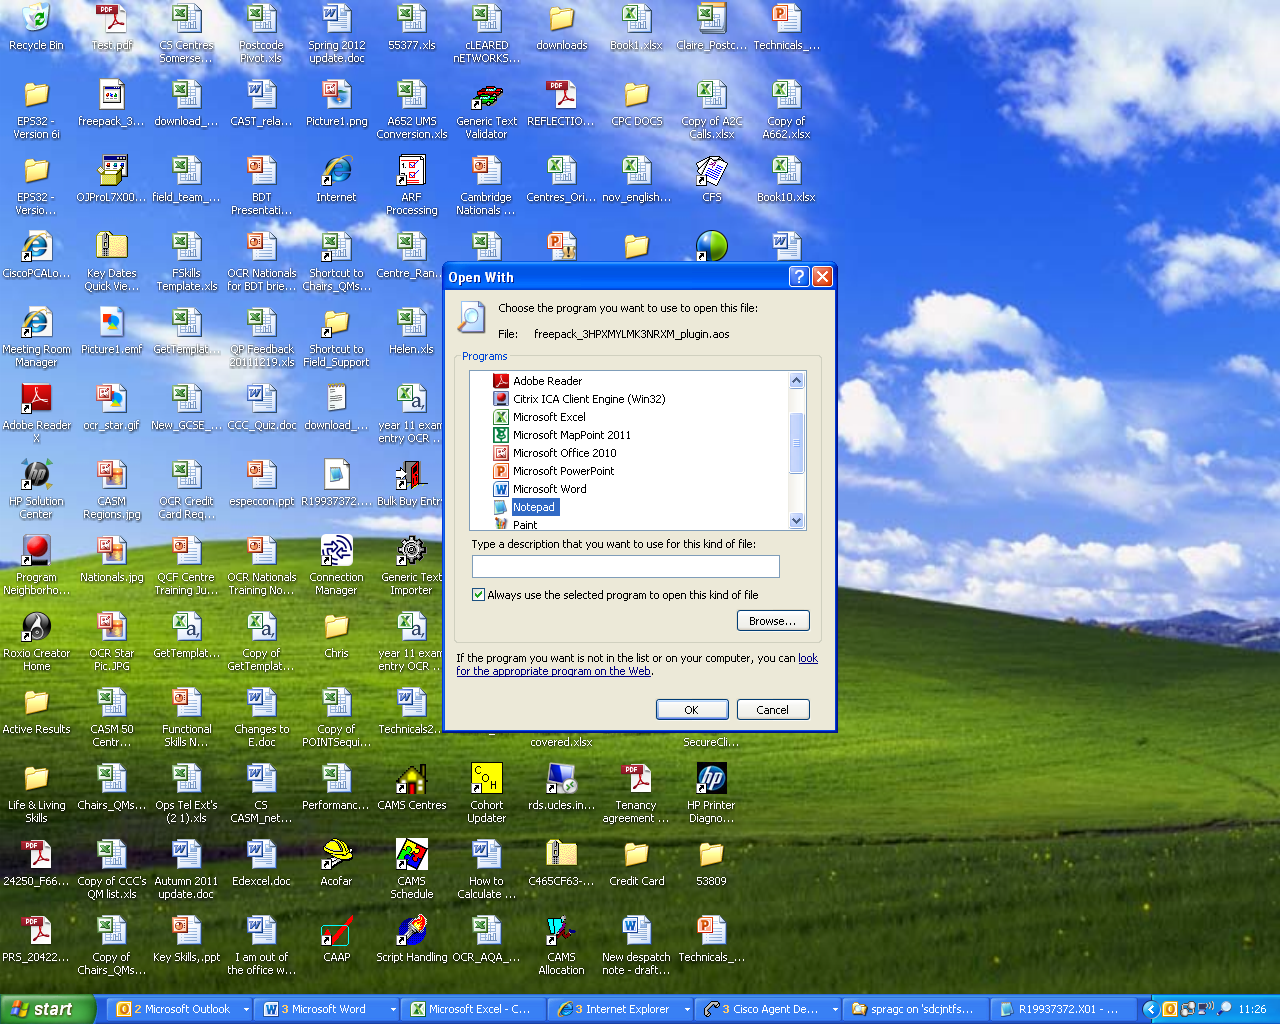 Recycle Bin
Test.pdf
CS Centres
Somerse...
Postcode
Pivot.xls
Spring 2012
update.doc
55377.xls
cLEARED
nETWORKS...
downloads
Book1.xlsx
Claire_Postc...
Technicals_...
EPS32 -
Version 6i
freepack_3...
download_...
CAST_rela...
Picture1.png
A652 UMS
Conversion.xls
Generic Text
Validator
REFLECTIO...
CPC DOCS
Copy of A2C
Calls.xlsx
Copy of
A662.xlsx
EPS32 -
Versio...
OJProL7X00...
field_team_...
BDT
Presentati...
Internet
ARF
Processing
Cambridge
Nationals ...
Centres_Ori...
nov_english...
CFS
Book10.xlsx
CiscoPCALo...
Key Dates
Quick Vie...
FSkills
Template.xls
OCR Nationals
for BDT brie...
Shortcut to
Chairs_QMs...
Centre_Ran...
Meeting Room
Manager
Picture1.emf
GetTemplat...
QP Feedback
20111219.xls
Shortcut to
Field_Support
Helen.xls
Adobe Reader
X
ocr_star.gif
New_GCSE_...
CCC_Quiz.doc
download_...
year 11 exam
entry OCR ...
HP Solution
Center
CASM
Regions.jpg
OCR Credit
Card Req...
especcon.ppt
R19937372....
Bulk Buy Entry
Program
Neighborho...
Nationals.jpg
QCF Centre
Training Ju...
OCR Nationals
Training No...
Connection
Manager
Generic Text
Importer
Roxio Creator
Home
OCR Star
Pic.JPG
GetTemplat...
Copy of
GetTemplat...
Chris
year 11 exam
entry OCR ...
Active Results
CASM 50
Centr...
Functional
Skills N...
Changes to
E.doc
Copy of
POINTSequi...
Technicals2...
covered.xlsx
SecureCli...
Life & Living
Skills
Chairs_QMs...
Ops Tel Ext's
(2 1).xls
CS
CASM_net...
Performanc...
CAMS Centres
Cohort
Updater
rds.ucles.in...
Tenancy
agreement ...
HP Printer
Diagno...
24250_F66...
Copy of CCC's
QM list.xls
Autumn 2011
update.doc
Edexcel.doc
Acofar
CAMS
Schedule
How to
Calculate ...
C465CF63-...
Credit Card
53809
PRS_20422...
Copy of
Chairs_QMs...
Key Skills,.ppt
I am out of
the office w...
CAAP
Script Handling
OCR_AQA_...
CAMS
Allocation
New despatch
note - draft...
Technicals_...
Open With
Choose the program you want to use to open this file:
File: freepack_3HPXMYLMK3NRXM_plugin.aos
Programs
Adobe Reader
Citrix ICA Client Engine (Win32)
Microsoft Excel
Microsoft MapPoint 2011
Microsoft Office 2010
Microsoft PowerPoint
Microsoft Word
Notepad
Paint
Type a description that you want to use for this kind of file:
Always use the selected program to open this kind of file
Browse...
If the program you want is not in the list or on your computer, you can look
for the appropriate program on the Web.
OK
Cancel
start
2 Microsoft Outlook
3 Microsoft Word
Microsoft Excel - C...
3 Internet Explorer
3 Cisco Agent De...
spragc on 'sdcjntfs...
R19937372.X01 - ...
11:26